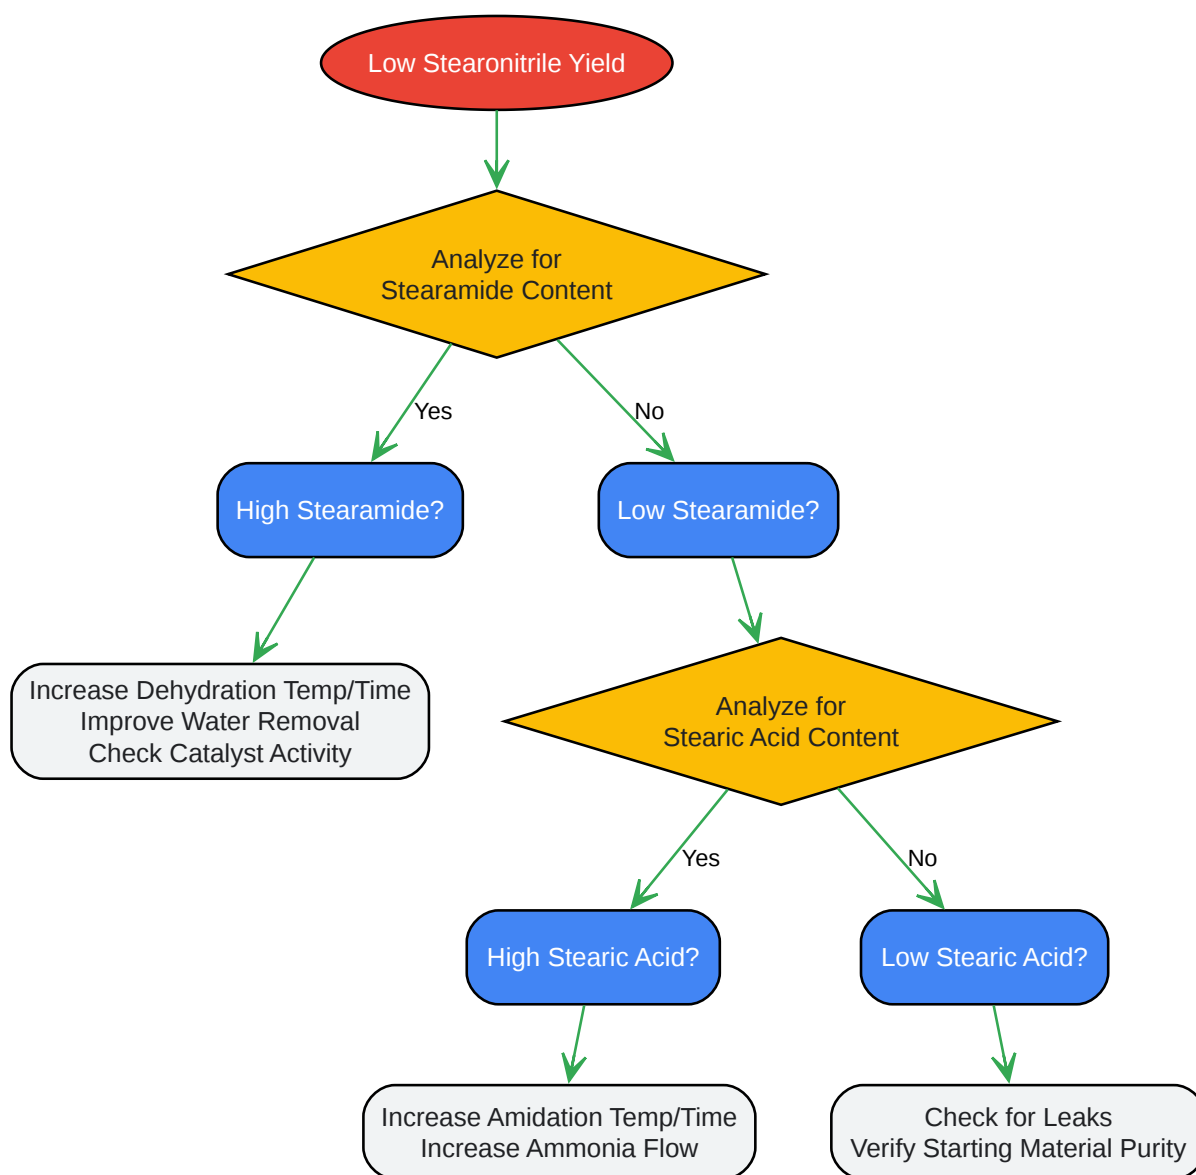 Low Stearonitrile Yield
Analyze for
Stearamide Content
Yes
No
High Stearamide?
Low Stearamide?
Increase Dehydration Temp/Time
Improve Water Removal
Check Catalyst Activity
Analyze for
Stearic Acid Content
Yes
No
High Stearic Acid?
Low Stearic Acid?
Increase Amidation Temp/Time
Increase Ammonia Flow
Check for Leaks
Verify Starting Material Purity